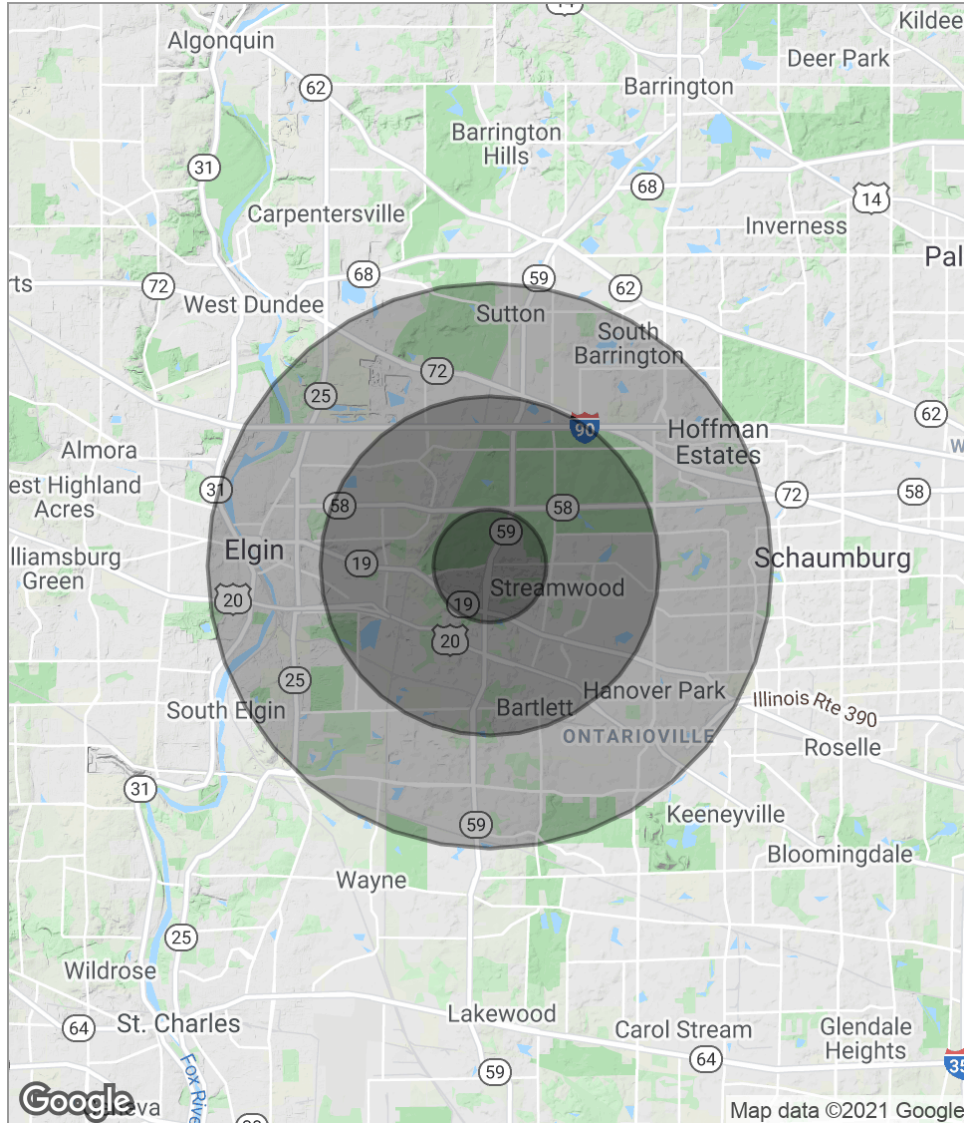 14
Kildee
Algonquin
Deer Park
62
Barrington
Barrington
Hills
31
68
14
Carpentersville
Inverness
Pal
68
59
rts
72
62
West Dundee
Sutton
South
Barrington
72
25
62
90
Hoffman
Estates
Almora
W
est Highland
Acres
31
72
58
58
58
59
Elgin
19
Schaumburg
lliamsburg
Green
Streamwood
20
19
20
25
Hanover Park
South Elgin
Bartlett
Illinois Rte 390
ONTARIOVILLE
Roselle
31
Keeneyville
59
Bloomingdale
Wayne
25
Wildrose
Lakewood
St. Charles
64
Carol Stream
Glendale
Heights
64
35
59
Fox Rive
Google
eneva
Map data ©2021 Google